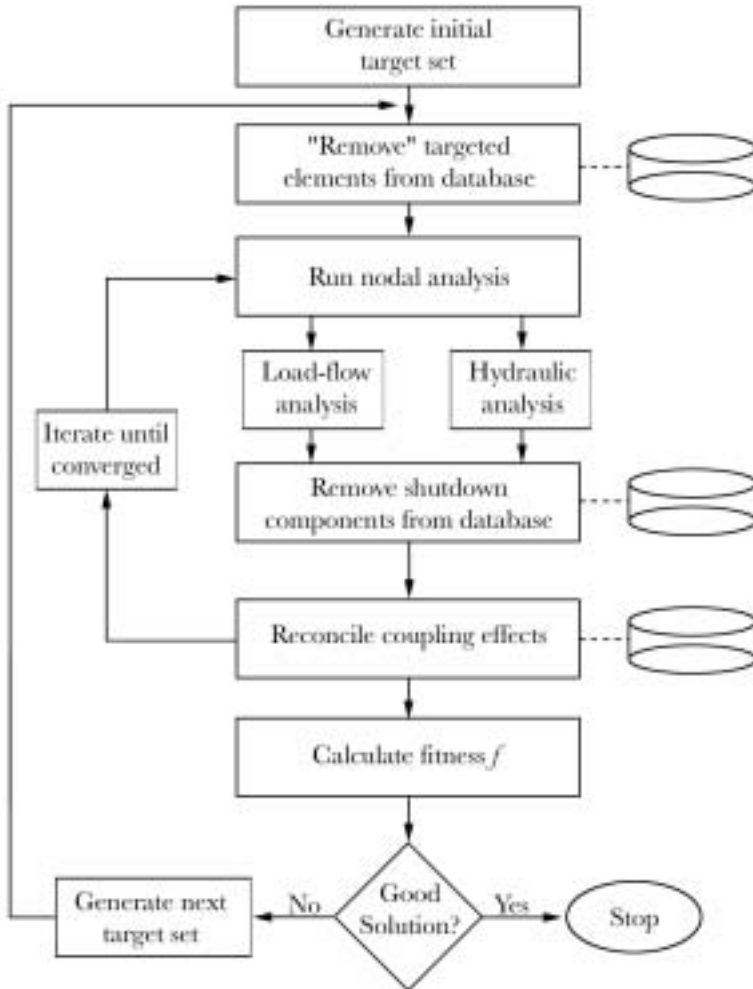 Generate initial
target set
"Remove" targeted
elements from database
Run nodal analysis
Load-flow
analysis
Hydraulic
analysis
Iterate until
converged
Remove shutdown
components from database
Reconcile coupling effects
Calculate fitness f
Good
Solution?
No
Yes
Generate next
target set
Stop